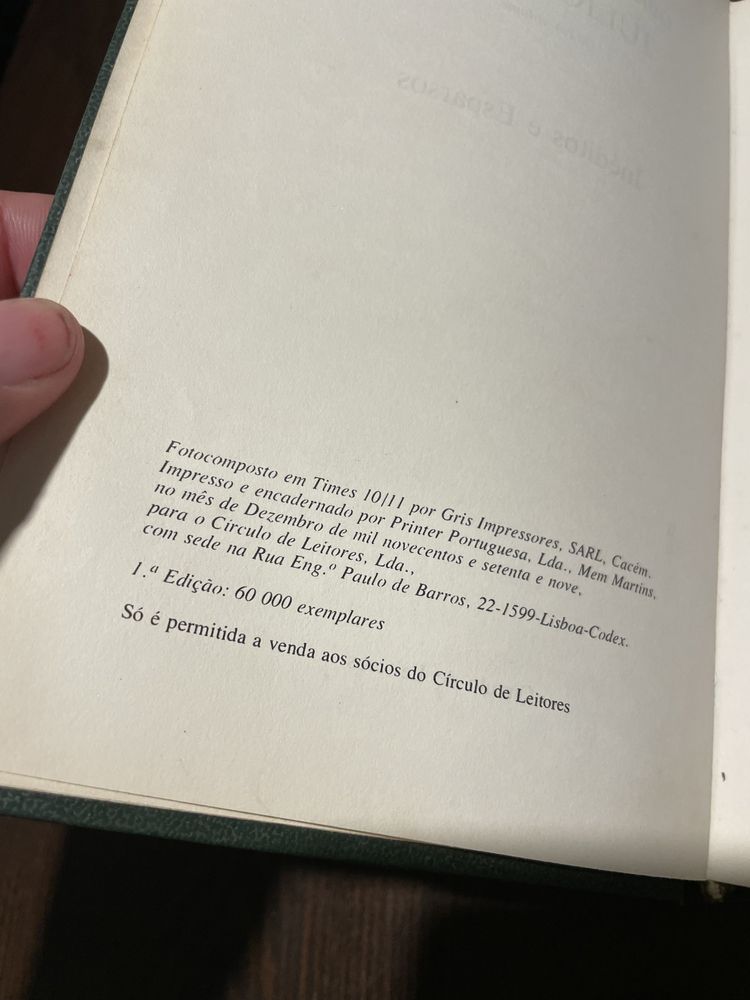 Inéditos e Esparsos
Fotocomposto em Times 10/11 por Gris Impressores, SARL, Cacém.
Impresso e encadernado por Printer Portuguesa, Lda., Mem Martins,
no mês de Dezembro de mil novecentos e setenta e nove,
para o Círculo de Leitores, Lda.,
com sede na Rua Eng.º Paulo de Barros, 22-1599-Lisboa-Codex.
1.ª Edição: 60 000 exemplares
Só é permitida a venda aos sócios do Círculo de Leitores